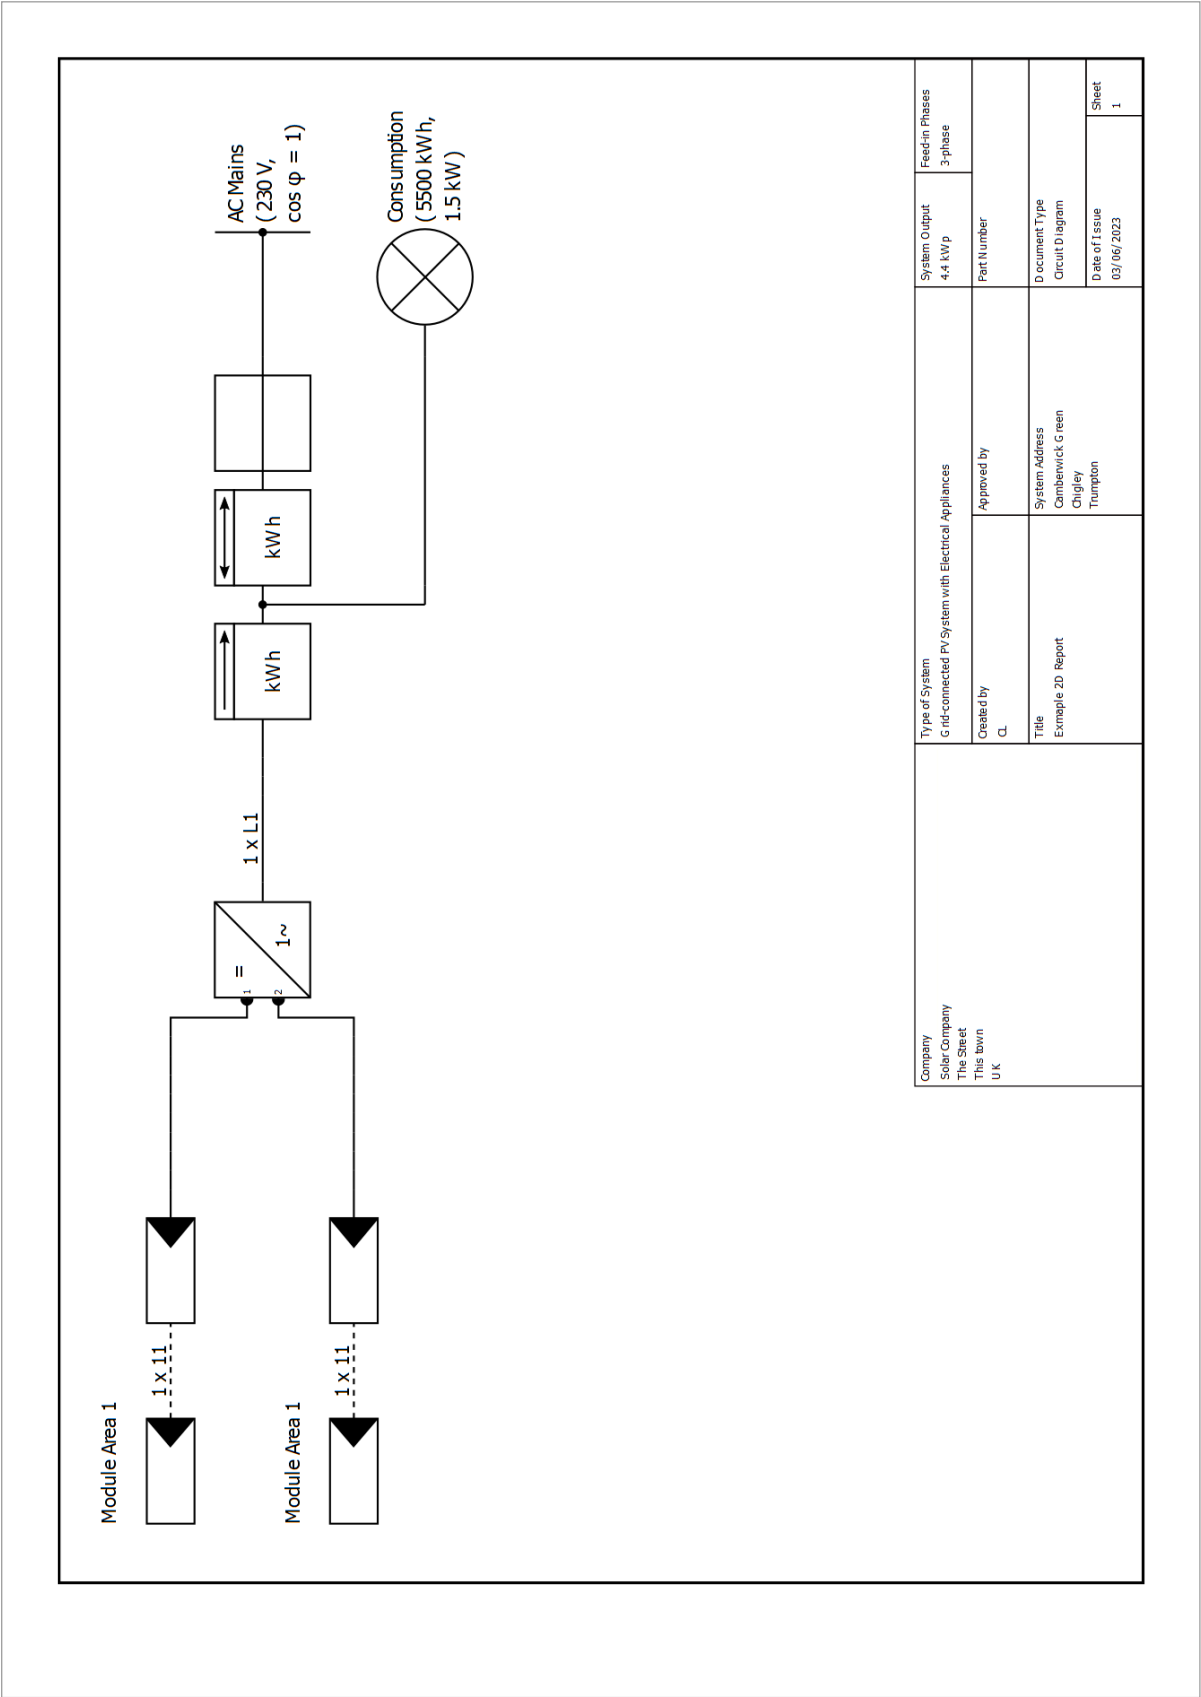 Module Area 1
1 x 11
Module Area 1
1 x 11
1
2
=
1~
1 x L1
kWh
kWh
AC Mains
(230 V,
cos φ = 1)
Consumption
(5500 kWh,
1.5 kW)
Company
Solar Company
The Street
This town
UK
Type of System
Grid-connected PV System with Electrical Appliances
Created by
CL
Approved by
Title
Exmaple 2D Report
System Address
Camberwick Green
Chigley
Trumpton
System Output
4.4 kWp
Feed-in Phases
3-phase
Part Number
Document Type
Circuit Diagram
Date of Issue
03/06/2023
Sheet
1